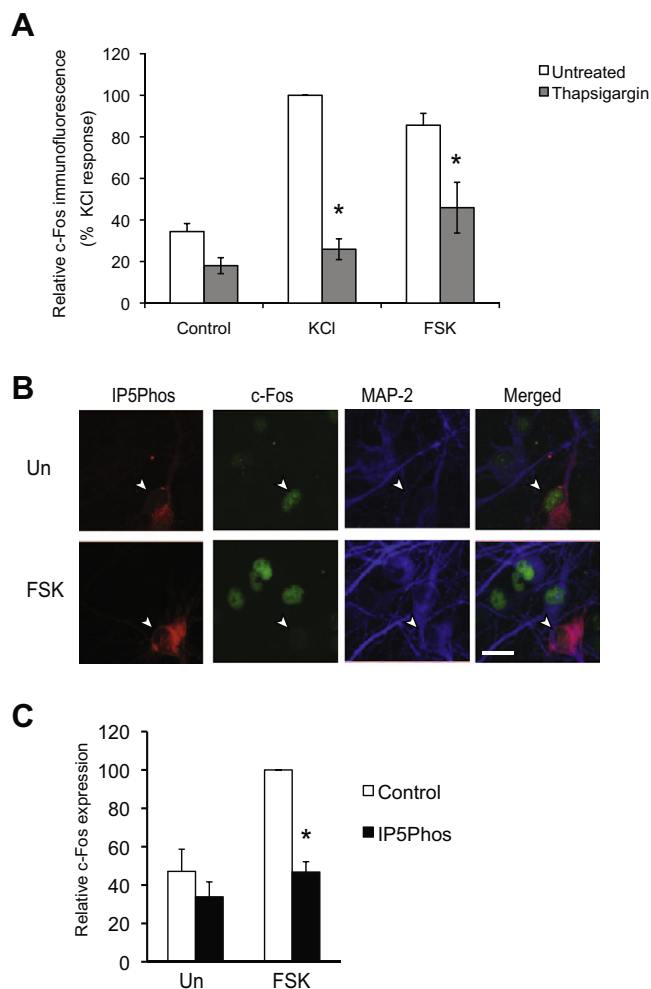 A
Relative c-Fos immunofluorescence
(% KCl response)
120
100
80
60
40
20
0
*
*
Control
KCl
FSK
Untreated
Thapsigargin
B
IP5Phos
c-Fos
MAP-2
Merged
Un
FSK
C
Relative c-Fos expression
120
100
80
60
40
20
0
*
Un
FSK
Control
IP5Phos